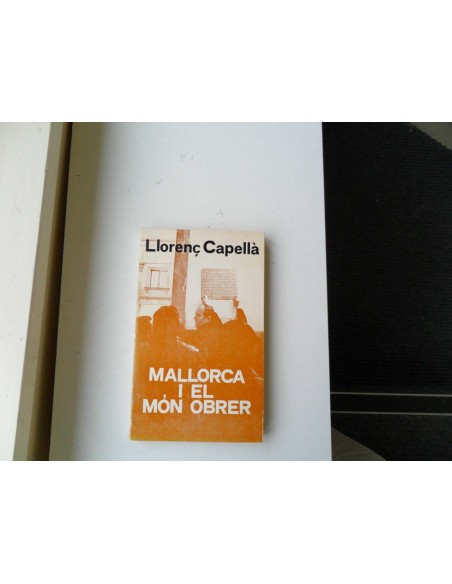 Llorenç Capellà
MALLORCA
I EL
MÓN OBRER